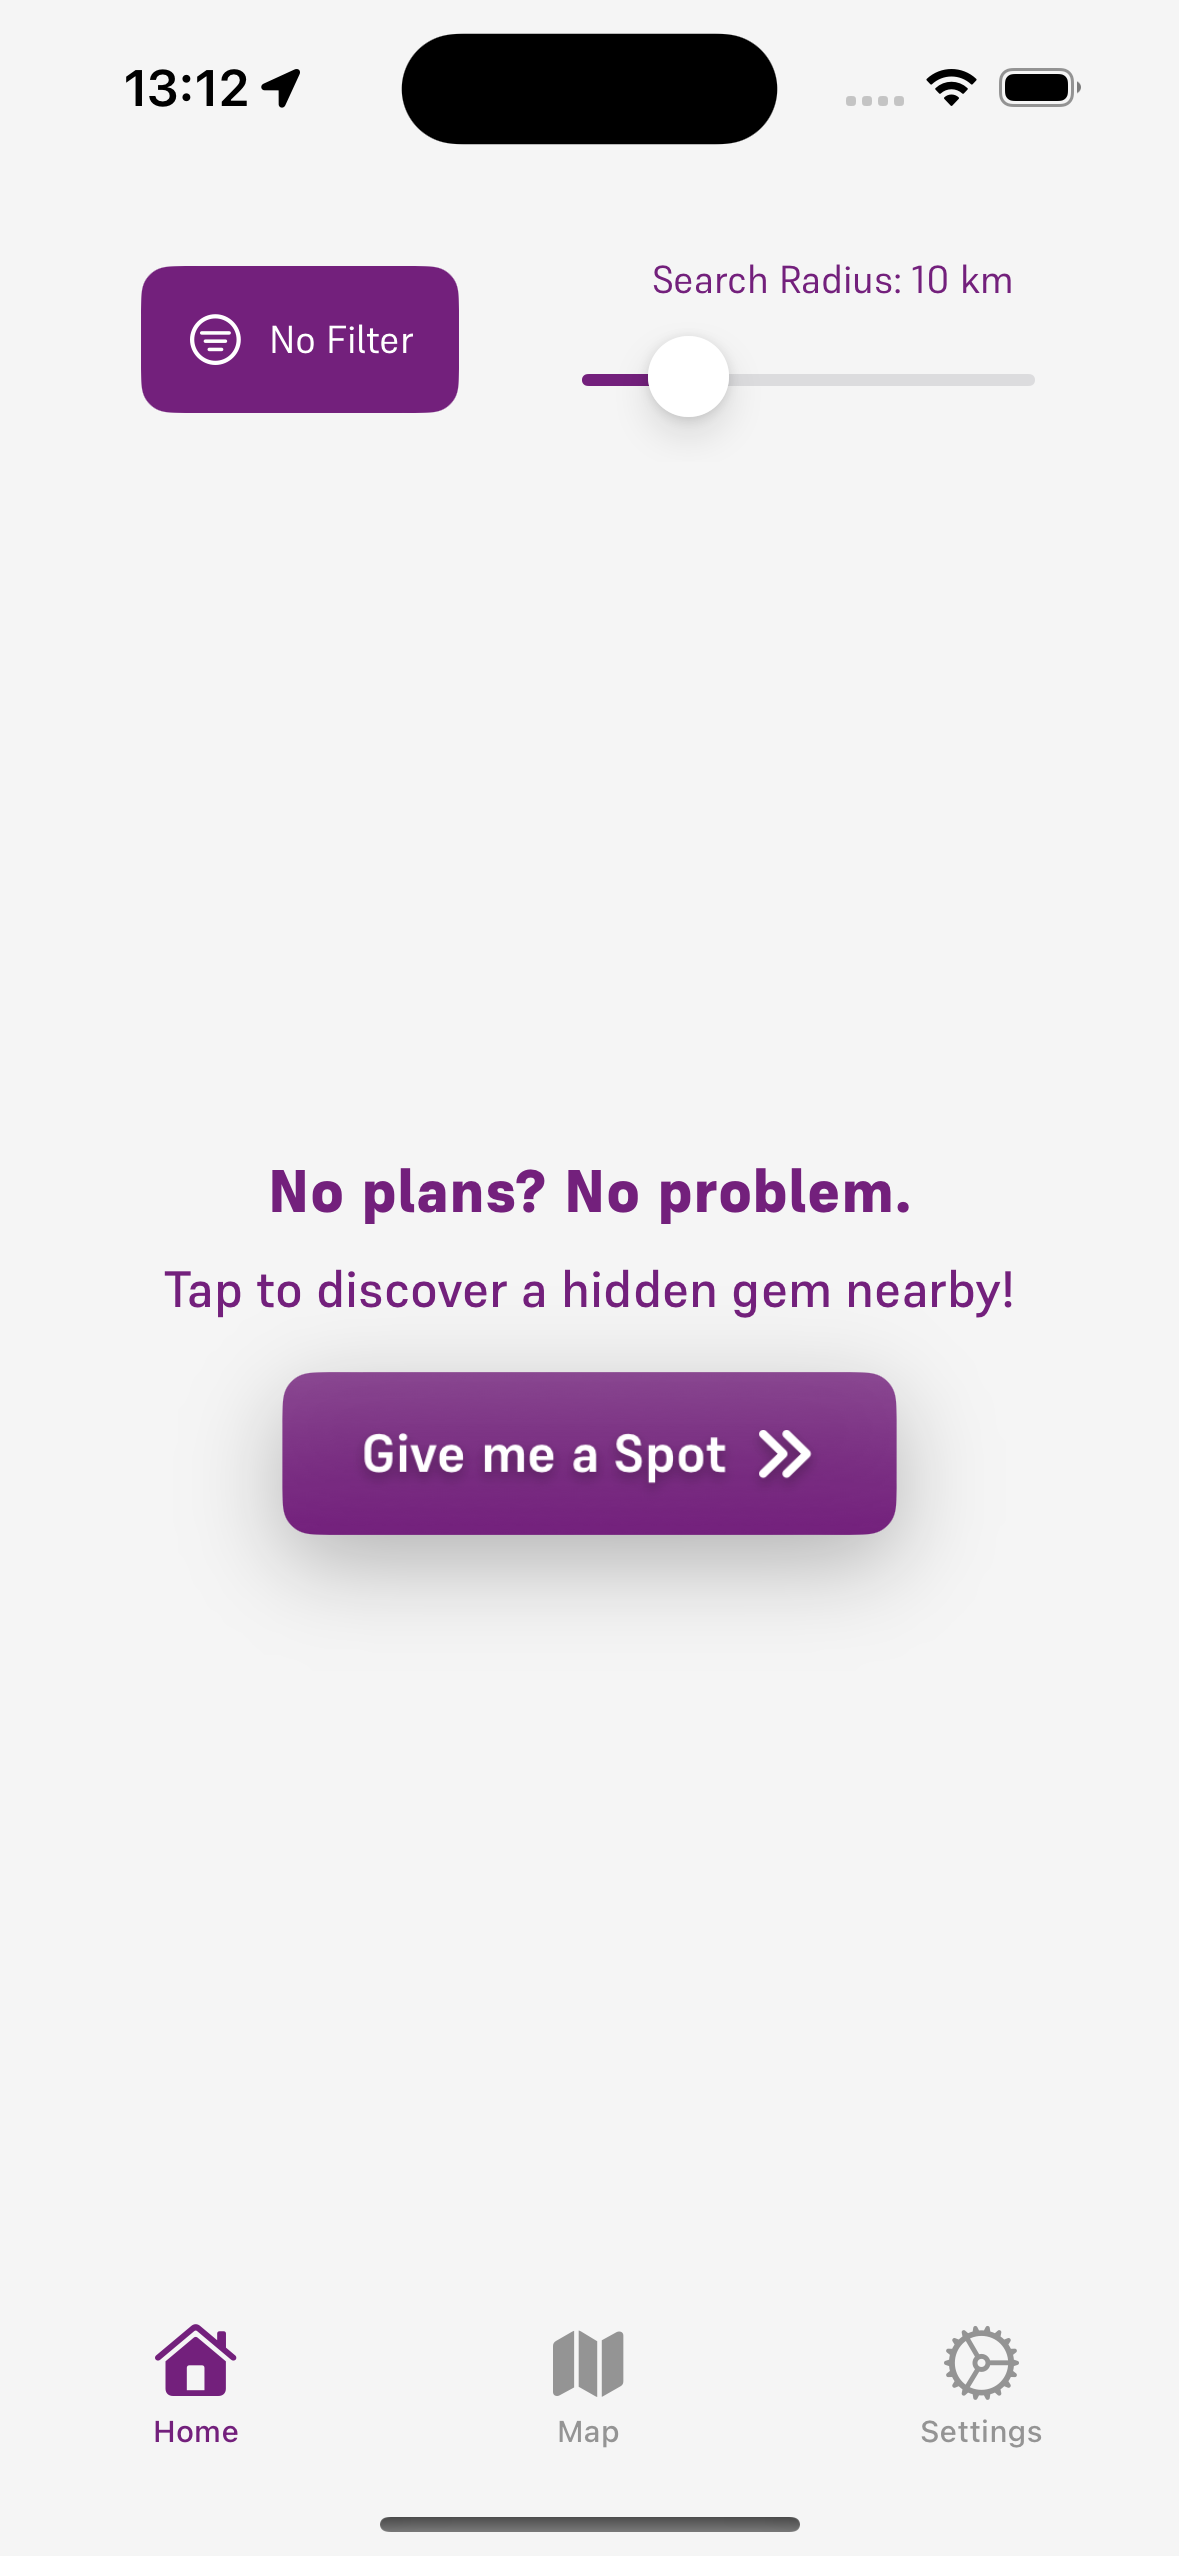 13:12
No Filter
Search Radius: 10 km
No plans? No problem.
Tap to discover a hidden gem nearby!
Give me a Spot
Home
Map
Settings